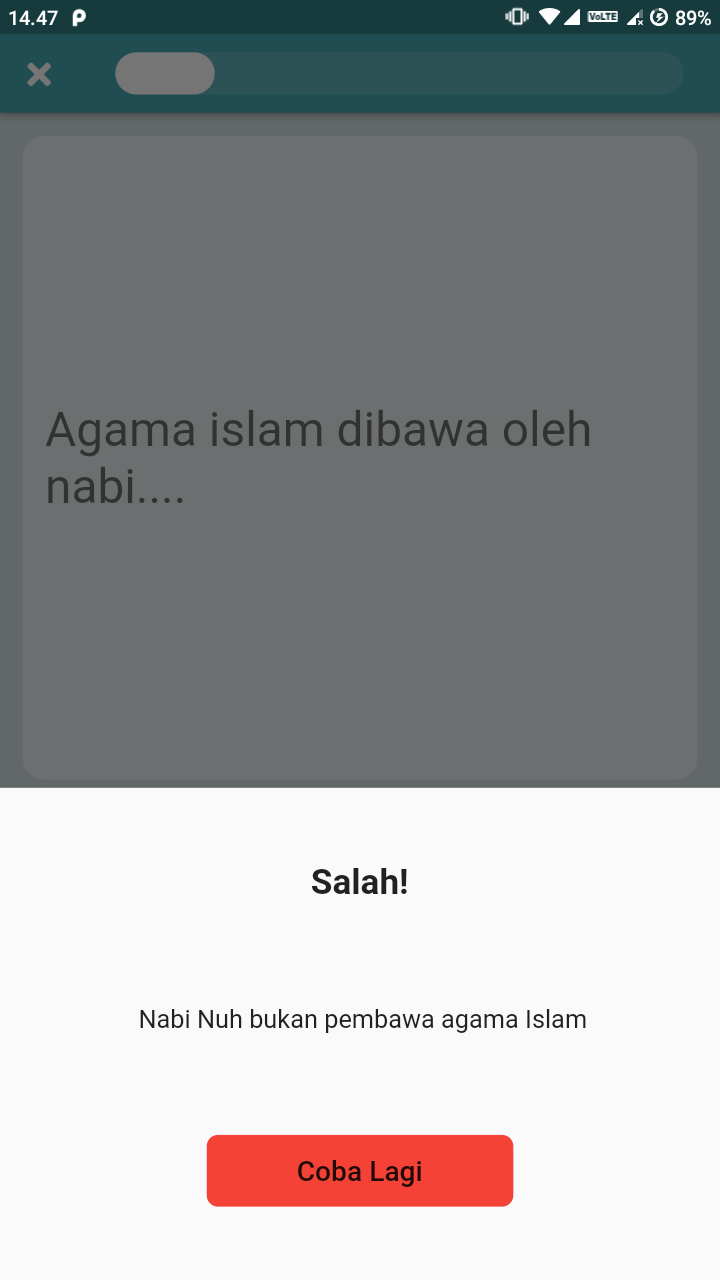 14.47
VoLTE
89%
Agama islam dibawa oleh
nabi....
Salah!
Nabi Nuh bukan pembawa agama Islam
Coba Lagi